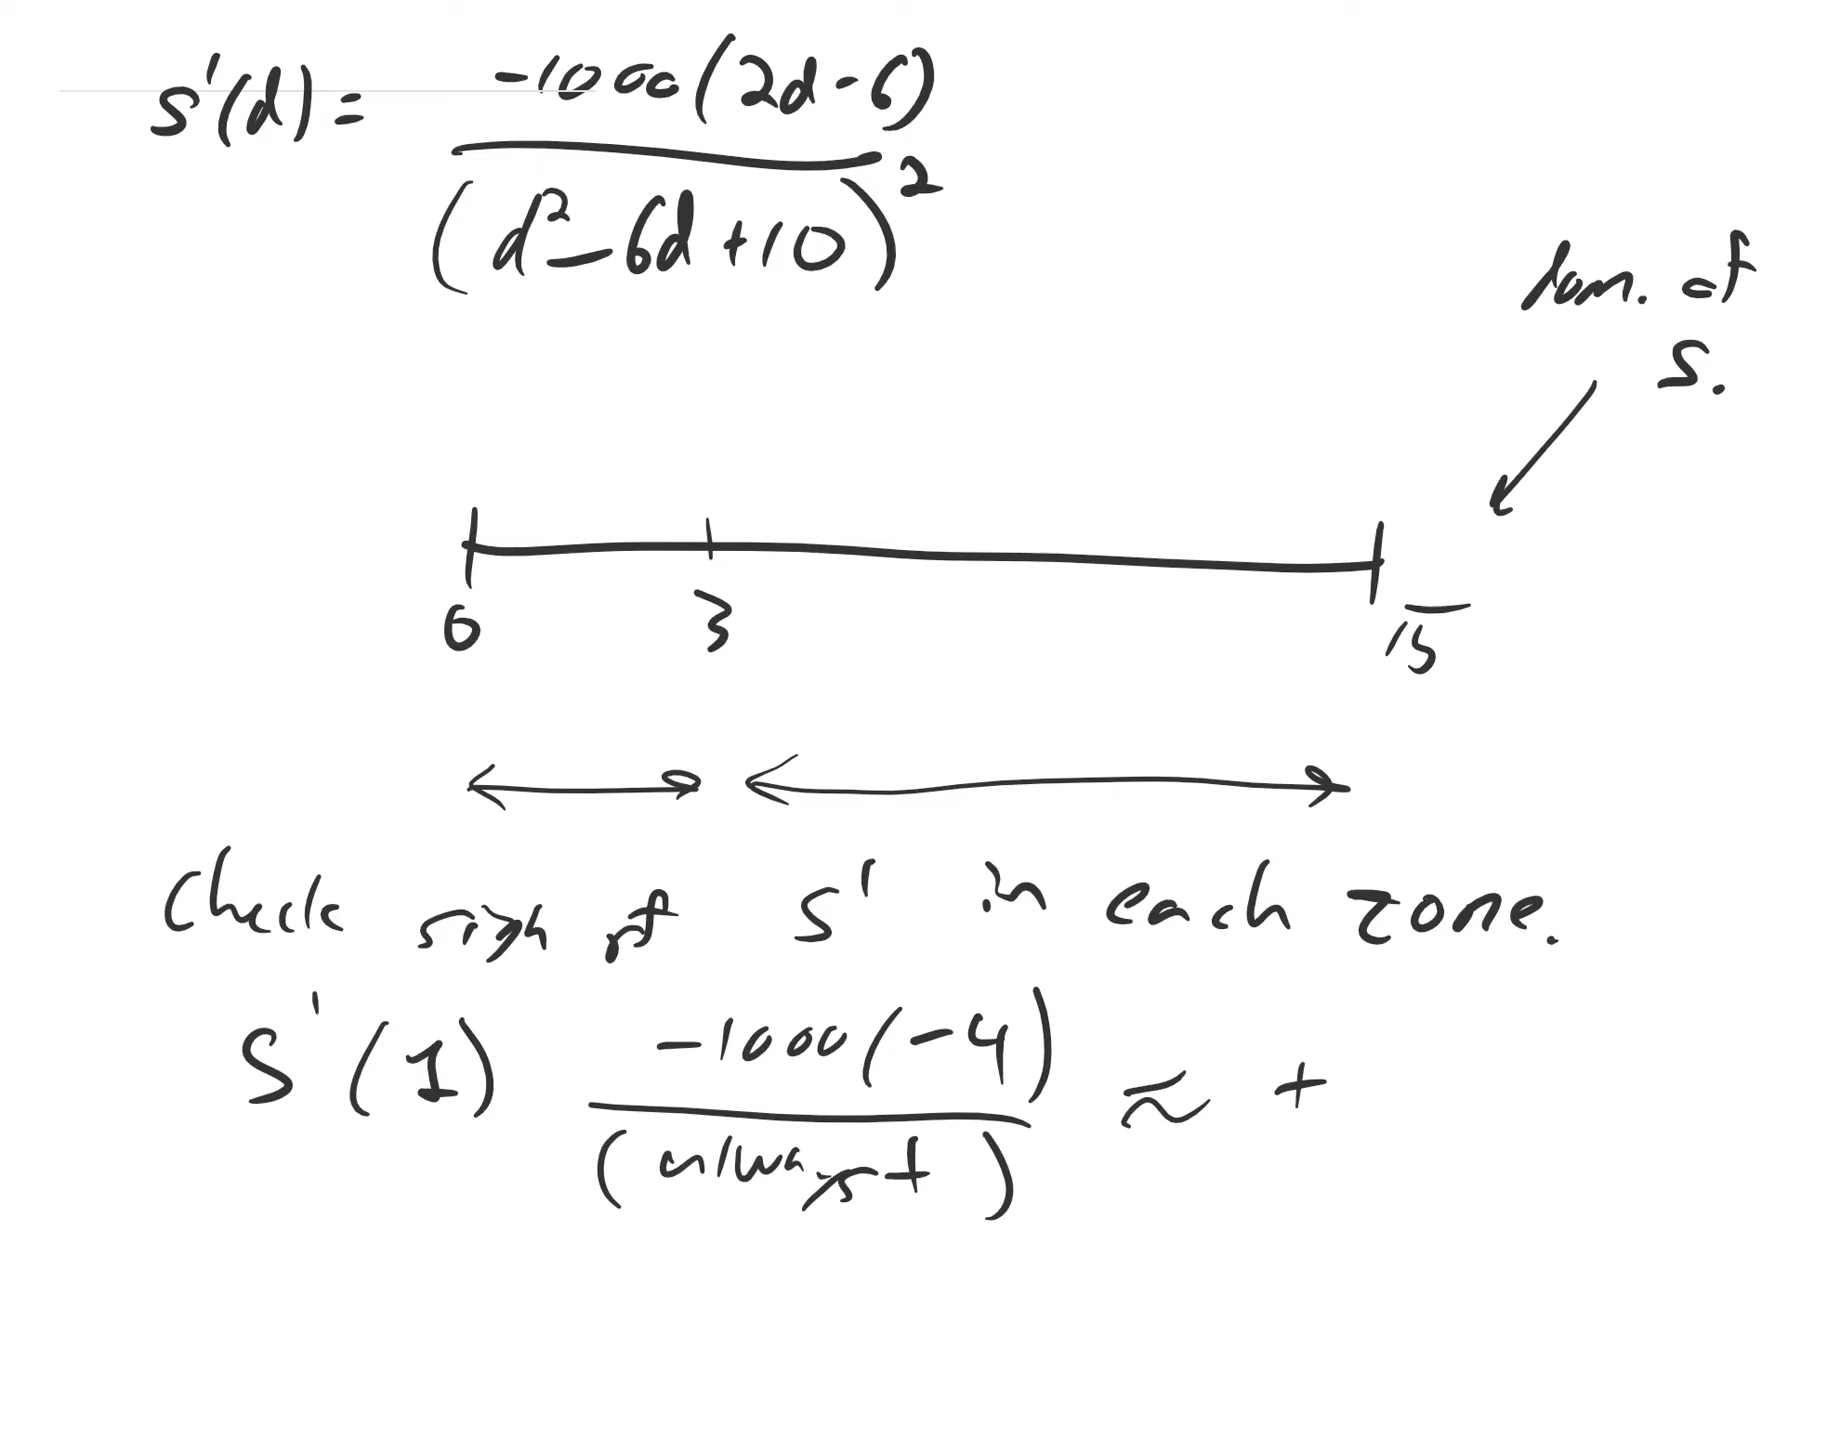 s'(d) = -1000(2d-6)
(d²-6d+10)²
dom. of
s.
0 3 15
Check sign of s' in each zone.
s'(1) -1000(-4) ≈ +
(always +)